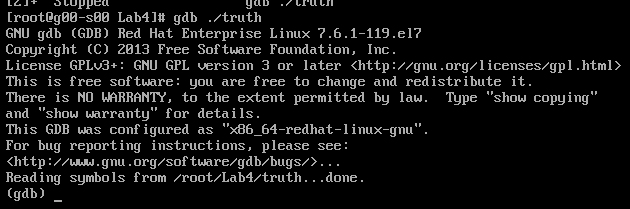 [2]+  Stopped                 gdb ./truth
[root@g00-s00 Lab4]# gdb ./truth
GNU gdb (GDB) Red Hat Enterprise Linux 7.6.1-119.el7
Copyright (C) 2013 Free Software Foundation, Inc.
License GPLv3+: GNU GPL version 3 or later <http://gnu.org/licenses/gpl.html>
This is free software: you are free to change and redistribute it.
There is NO WARRANTY, to the extent permitted by law.  Type "show copying"
and "show warranty" for details.
This GDB was configured as "x86_64-redhat-linux-gnu".
For bug reporting instructions, please see:
<http://www.gnu.org/software/gdb/bugs/>...
Reading symbols from /root/Lab4/truth...done.
(gdb) _